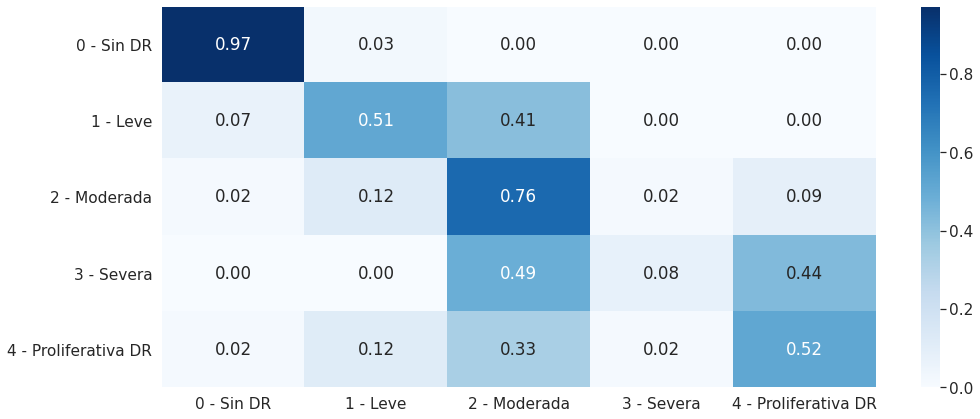 0 - Sin DR 0.97 0.03 0.00 0.00 0.00
1 - Leve 0.07 0.51 0.41 0.00 0.00
2 - Moderada 0.02 0.12 0.76 0.02 0.09
3 - Severa 0.00 0.00 0.49 0.08 0.44
4 - Proliferativa DR 0.02 0.12 0.33 0.02 0.52
0 - Sin DR 1 - Leve 2 - Moderada 3 - Severa 4 - Proliferativa DR
0.8
0.6
0.4
0.2
0.0